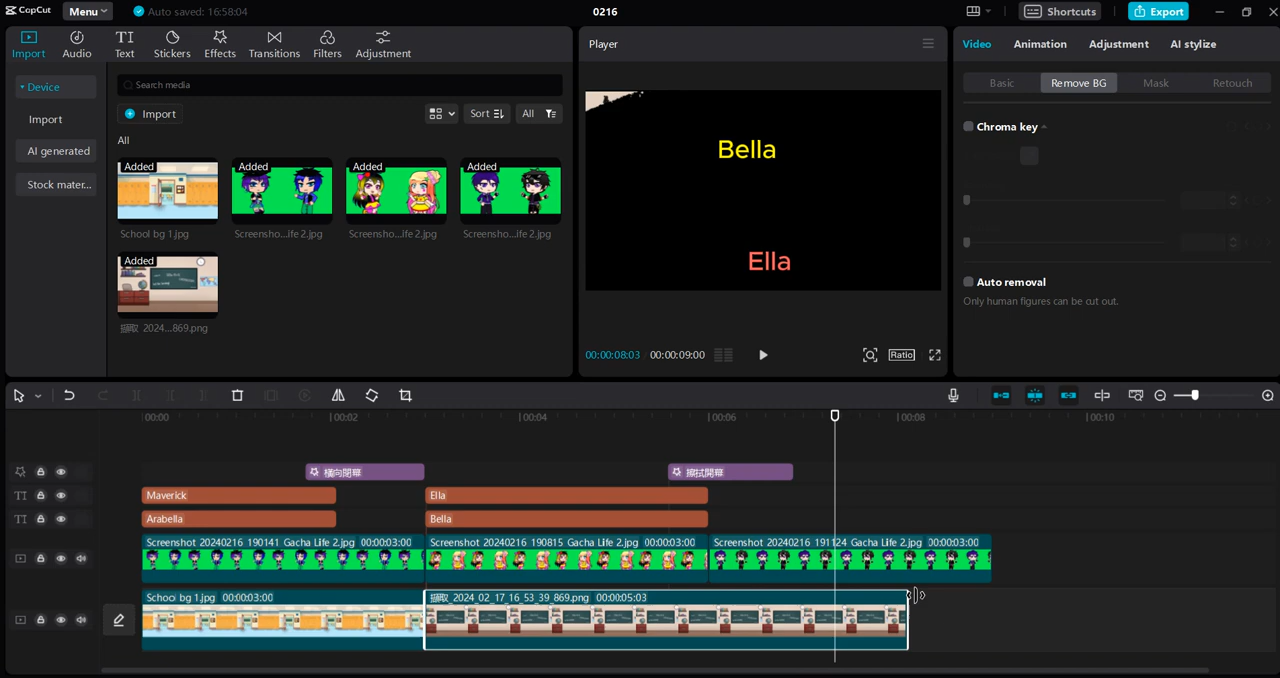 CapCut
Menu
Auto saved: 16:58:04
0216
Shortcuts
Export
Import
Audio
Text
Stickers
Effects
Transitions
Filters
Adjustment
Player
Video
Animation
Adjustment
AI stylize
Device
Import
AI generated
Stock mater...
Search media
Import
Sort
All
All
Added
School bg 1.jpg
Added
Screensho...ife 2.jpg
Added
Screensho...ife 2.jpg
Added
Screensho...ife 2.jpg
Added
擷取_2024...869.png
Bella
Ella
00:00:08:03
00:00:09:00
Ratio
Basic
Remove BG
Mask
Retouch
Chroma key
Auto removal
Only human figures can be cut out.
00:00
00:02
00:04
00:06
00:08
00:10
橫向閉幕
擦拭開幕
Maverick
Ella
Arabella
Bella
Screenshot 20240216 190141 Gacha Life 2.jpg 00:00:03:00
Screenshot 20240216 190815 Gacha Life 2.jpg 00:00:03:00
Screenshot 20240216 191124 Gacha Life 2.jpg 00:00:03:00
School bg 1.jpg 00:00:03:00
擷取_2024_02_17_16_53_39_869.png 00:00:05:03